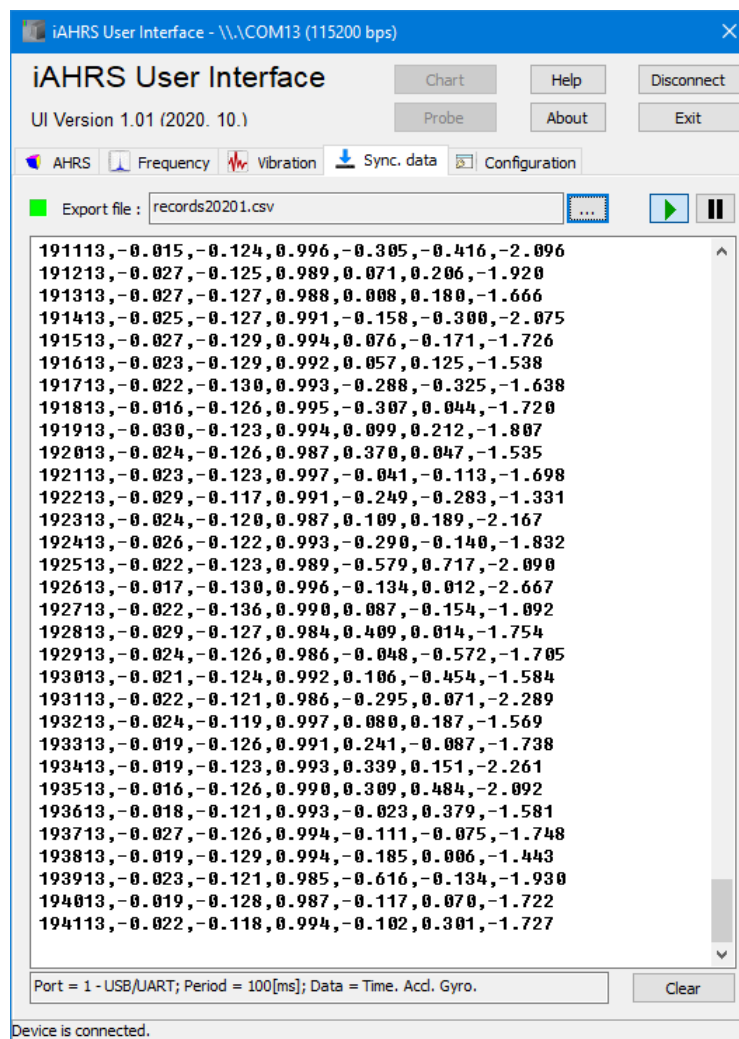 iAHRS User Interface - \\.\COM13 (115200 bps)
iAHRS User Interface
Chart
Help
Disconnect
UI Version 1.01 (2020. 10.)
Probe
About
Exit
AHRS
Frequency
Vibration
Sync. data
Configuration
Export file : records20201.csv
...
191113,-0.015,-0.124,0.996,-0.305,-0.416,-2.096
191213,-0.027,-0.125,0.989,0.071,0.206,-1.920
191313,-0.027,-0.127,0.988,0.008,0.180,-1.666
191413,-0.025,-0.127,0.991,-0.158,-0.300,-2.075
191513,-0.027,-0.129,0.994,0.076,-0.171,-1.726
191613,-0.023,-0.129,0.992,0.057,0.125,-1.538
191713,-0.022,-0.130,0.993,-0.288,-0.325,-1.638
191813,-0.016,-0.126,0.995,-0.307,0.044,-1.720
191913,-0.030,-0.123,0.994,0.099,0.212,-1.807
192013,-0.024,-0.126,0.987,0.370,0.047,-1.535
192113,-0.023,-0.123,0.997,-0.041,-0.113,-1.698
192213,-0.029,-0.117,0.991,-0.249,-0.283,-1.331
192313,-0.024,-0.120,0.987,0.109,0.189,-2.167
192413,-0.026,-0.122,0.993,-0.290,-0.140,-1.832
192513,-0.022,-0.123,0.989,-0.579,0.717,-2.090
192613,-0.017,-0.130,0.996,-0.134,0.012,-2.667
192713,-0.022,-0.136,0.990,0.087,-0.154,-1.092
192813,-0.029,-0.127,0.984,0.409,0.014,-1.754
192913,-0.024,-0.126,0.986,-0.048,-0.572,-1.705
193013,-0.021,-0.124,0.992,0.106,-0.454,-1.584
193113,-0.022,-0.121,0.986,-0.295,0.071,-2.289
193213,-0.024,-0.119,0.997,0.080,0.187,-1.569
193313,-0.019,-0.126,0.991,0.241,-0.087,-1.738
193413,-0.019,-0.123,0.993,0.339,0.151,-2.261
193513,-0.016,-0.126,0.990,0.309,0.484,-2.092
193613,-0.018,-0.121,0.993,-0.023,0.379,-1.581
193713,-0.027,-0.126,0.994,-0.111,-0.075,-1.748
193813,-0.019,-0.129,0.994,-0.185,0.006,-1.443
193913,-0.023,-0.121,0.985,-0.616,-0.134,-1.930
194013,-0.019,-0.128,0.987,-0.117,0.070,-1.722
194113,-0.022,-0.118,0.994,-0.102,0.301,-1.727
Port = 1 - USB/UART; Period = 100[ms]; Data = Time. Accl. Gyro.
Clear
Device is connected.